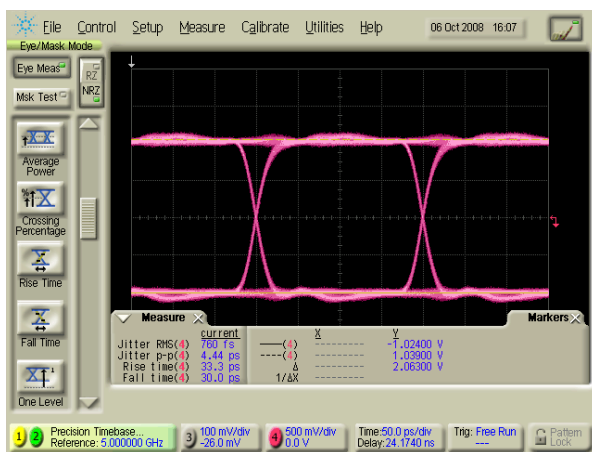 File Control Setup Measure Calibrate Utilities Help 06 Oct 2008 16:07
Eye/Mask Mode
Eye Meas
RZ
Msk Test
NRZ
Average
Power
%
Crossing
Percentage
Rise Time
Fall Time
One Level
Measure
Markers
current
X
Y
Jitter RMS(4) 760 fs
Jitter p-p(4) 4.44 ps
Rise time(4) 33.3 ps
Fall time(4) 30.0 ps
——(4) --------- -1.02400 V
----(4) --------- 1.03900 V
Δ --------- 2.06300 V
1/ΔX ---------
1 2 Precision Timebase...
Reference: 5.000000 GHz
3 100 mV/div
-26.0 mV
4 500 mV/div
0.0 V
Time:50.0 ps/div
Delay:24.1740 ns
Trig: Free Run
---
Pattern
Lock